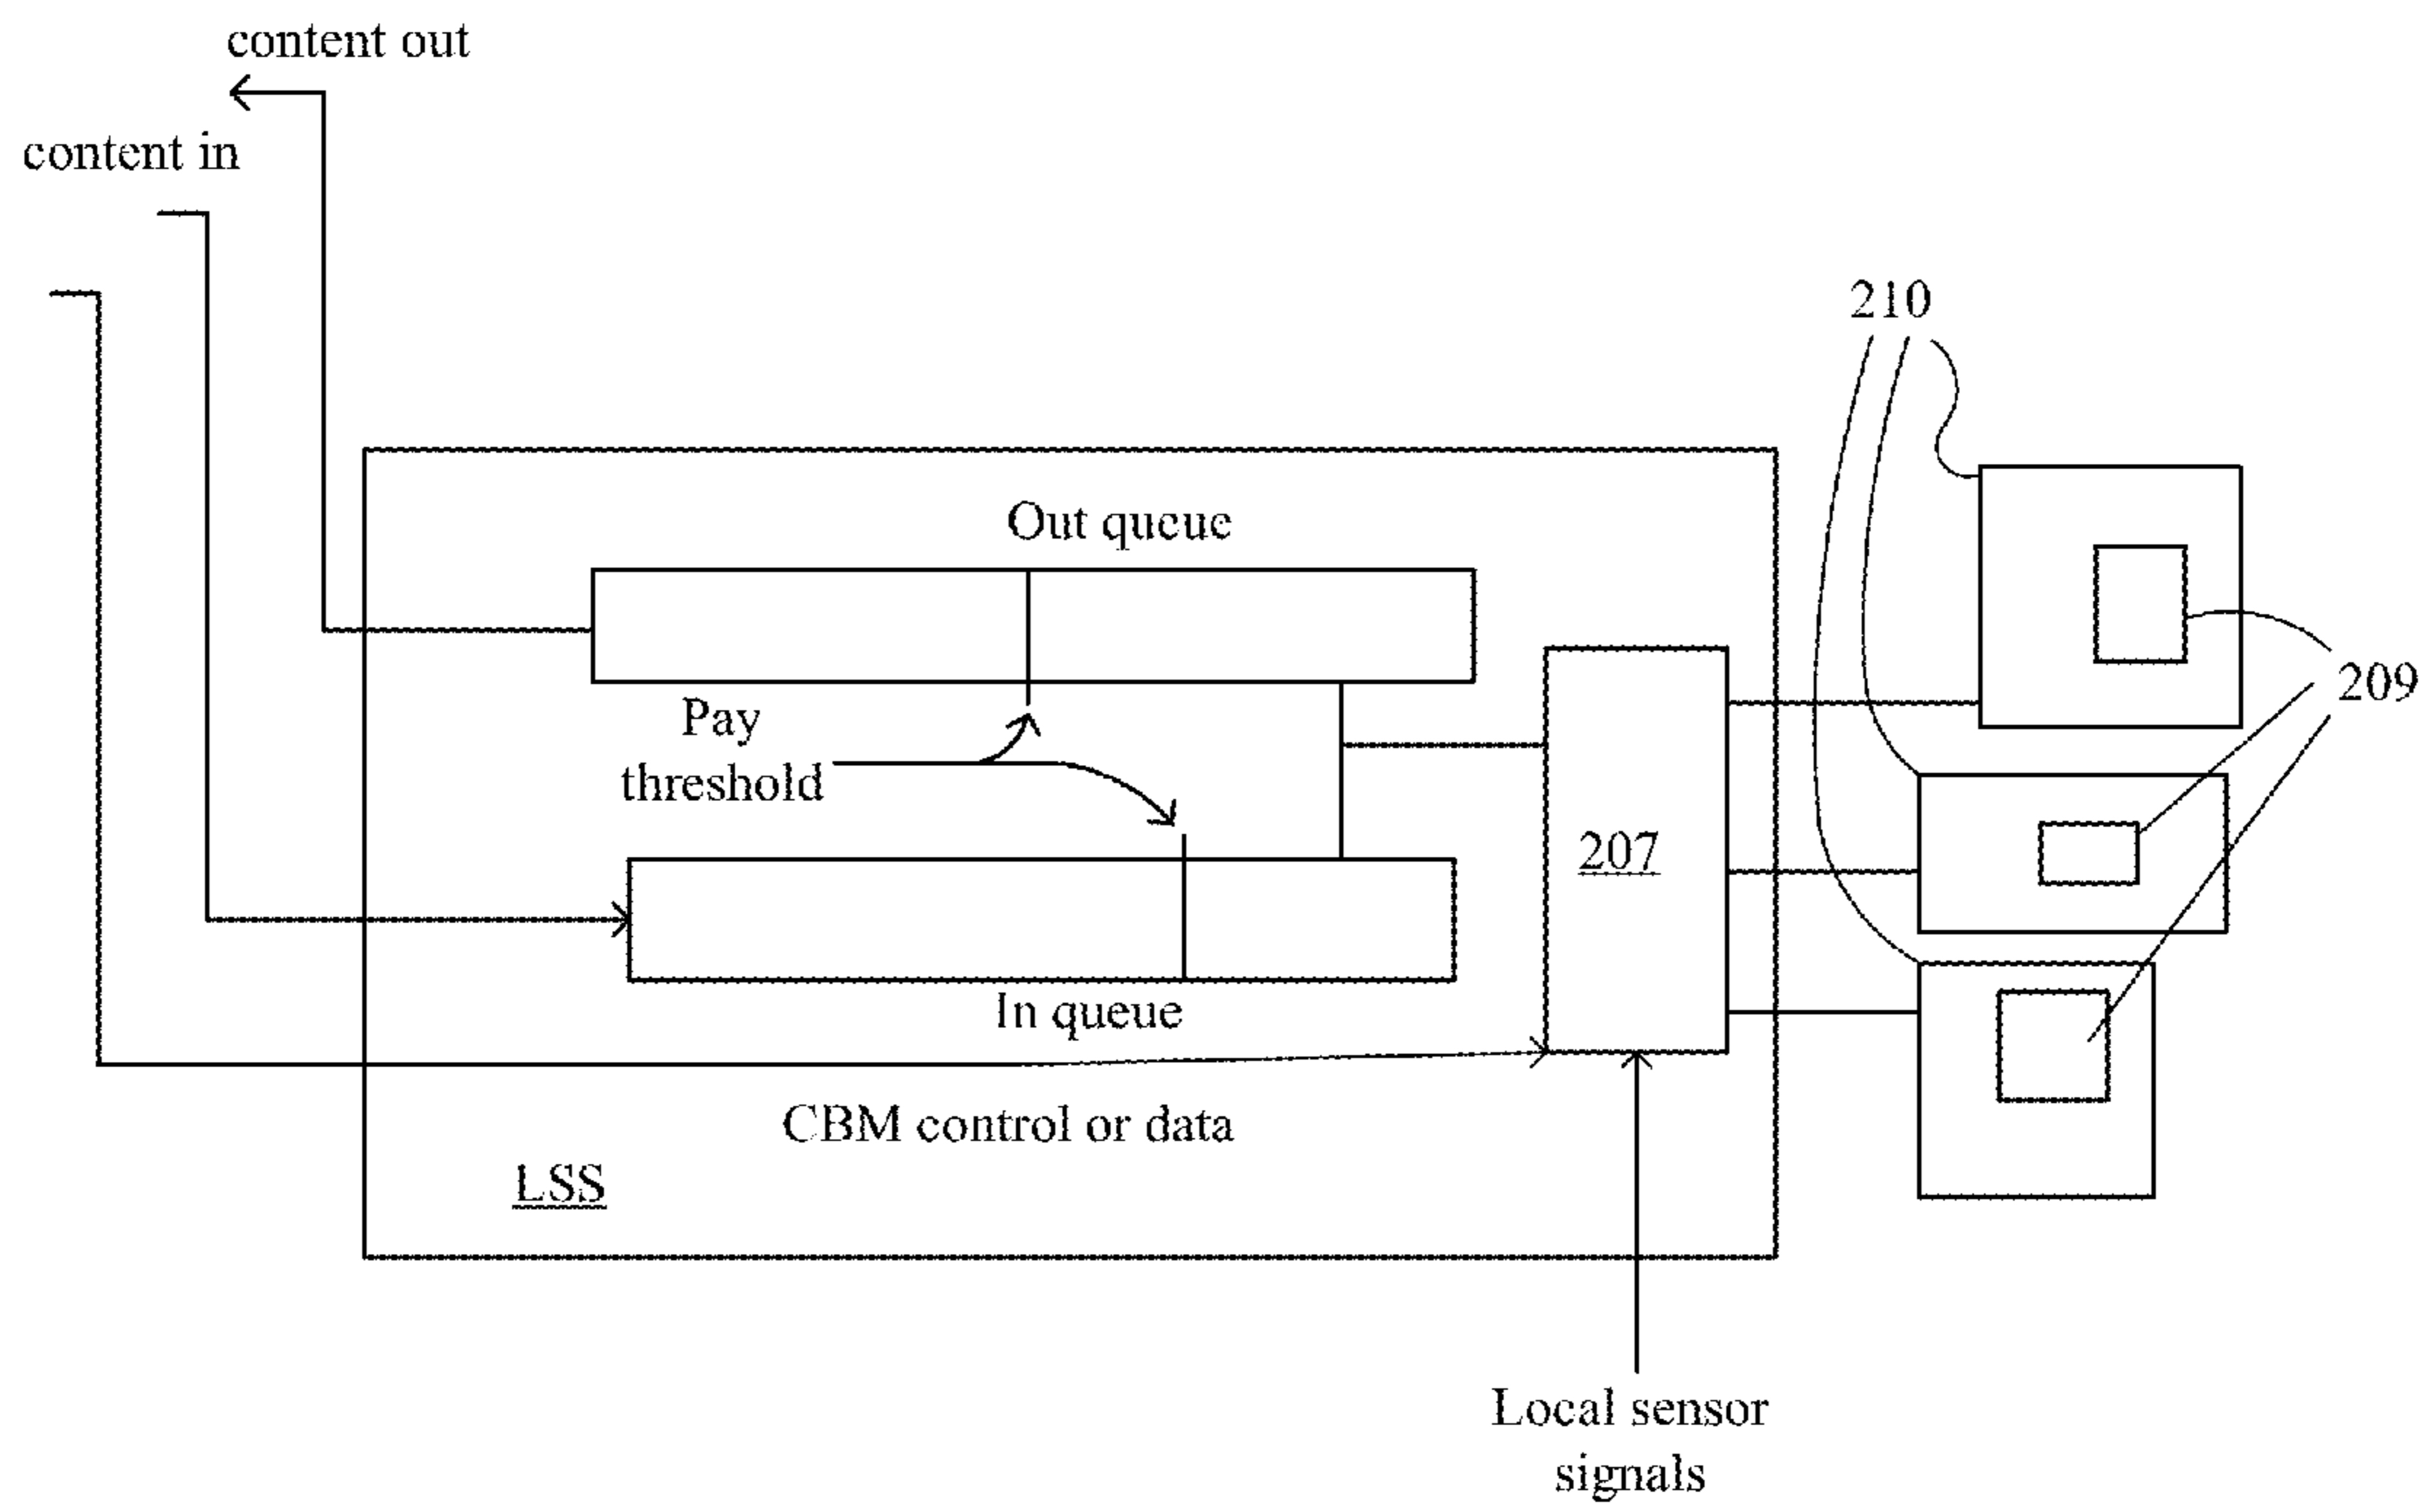 content out
content in
210
Out queue
209
Pay
threshold
207
In queue
CBM control or data
LSS
Local sensor
signals